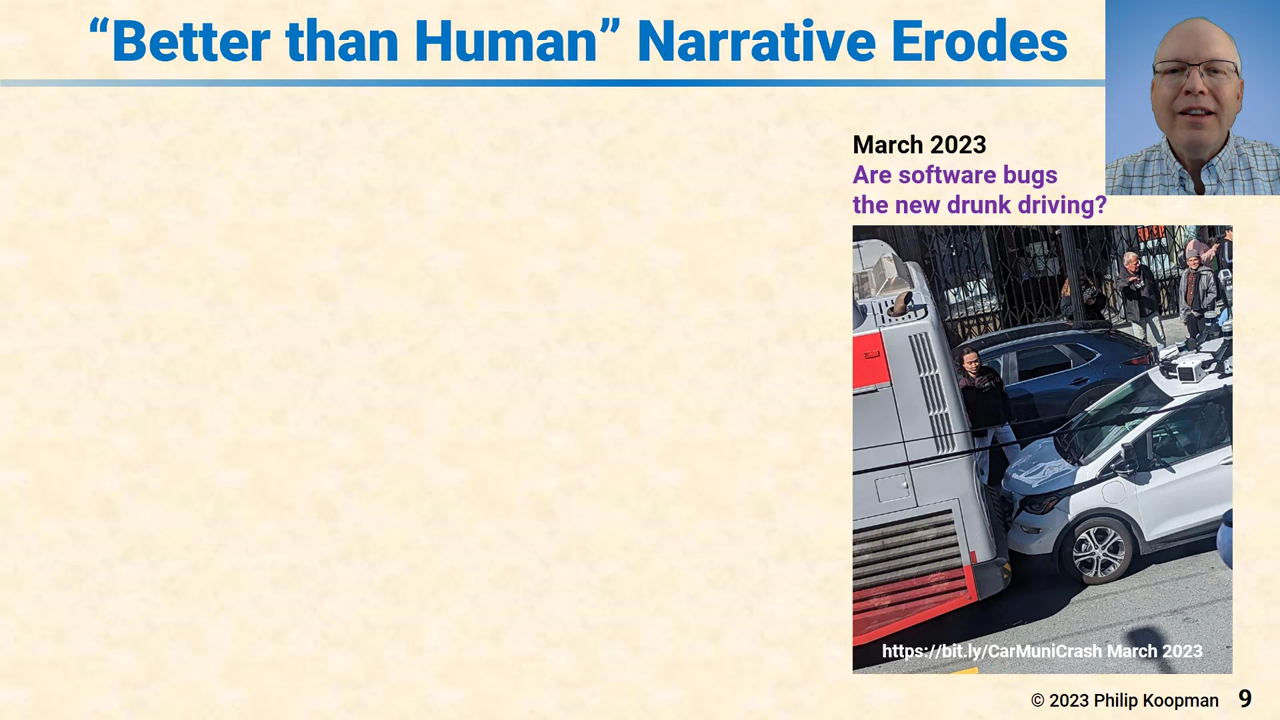 “Better than Human” Narrative Erodes
March 2023
Are software bugs
the new drunk driving?
https://bit.ly/CarMuniCrash March 2023
© 2023 Philip Koopman 9